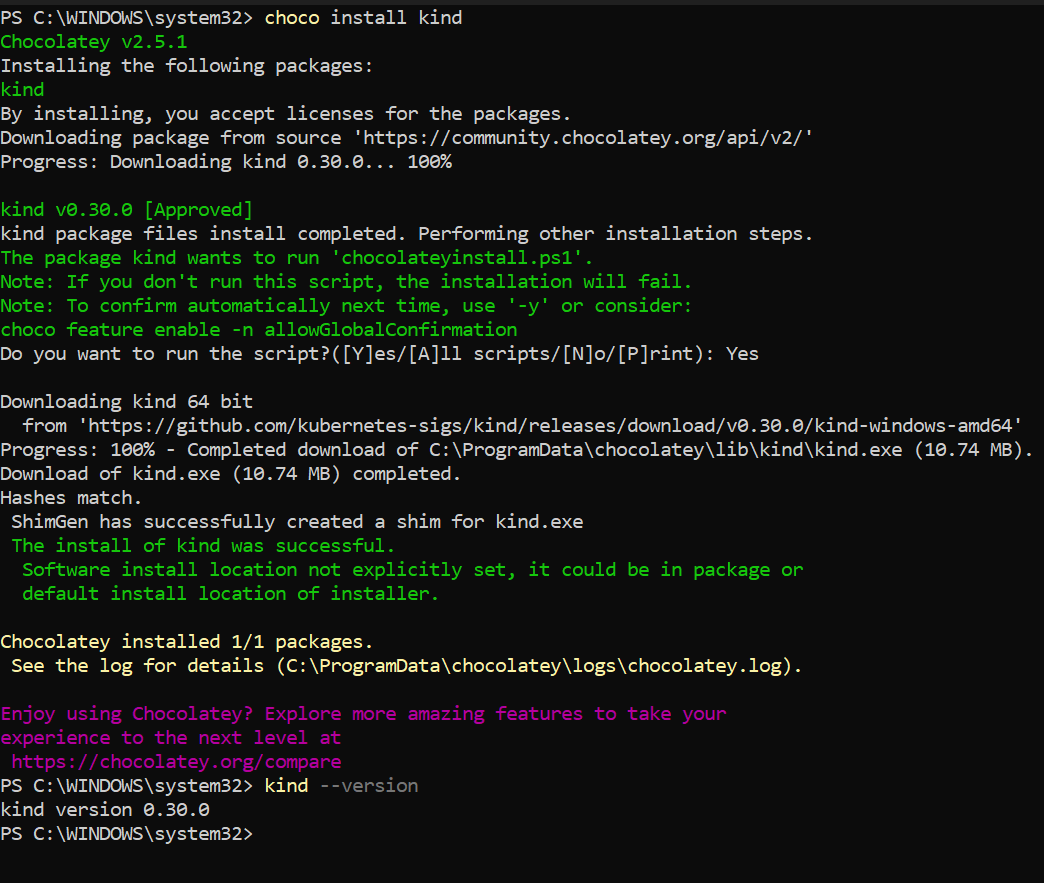 PS C:\WINDOWS\system32> choco install kind
Chocolatey v2.5.1
Installing the following packages:
kind
By installing, you accept licenses for the packages.
Downloading package from source 'https://community.chocolatey.org/api/v2/'
Progress: Downloading kind 0.30.0... 100%

kind v0.30.0 [Approved]
kind package files install completed. Performing other installation steps.
The package kind wants to run 'chocolateyinstall.ps1'.
Note: If you don't run this script, the installation will fail.
Note: To confirm automatically next time, use '-y' or consider:
choco feature enable -n allowGlobalConfirmation
Do you want to run the script?([Y]es/[A]ll scripts/[N]o/[P]rint): Yes

Downloading kind 64 bit
  from 'https://github.com/kubernetes-sigs/kind/releases/download/v0.30.0/kind-windows-amd64'
Progress: 100% - Completed download of C:\ProgramData\chocolatey\lib\kind\kind.exe (10.74 MB).
Download of kind.exe (10.74 MB) completed.
Hashes match.
 ShimGen has successfully created a shim for kind.exe
 The install of kind was successful.
  Software install location not explicitly set, it could be in package or
  default install location of installer.

Chocolatey installed 1/1 packages.
 See the log for details (C:\ProgramData\chocolatey\logs\chocolatey.log).

Enjoy using Chocolatey? Explore more amazing features to take your
experience to the next level at
 https://chocolatey.org/compare
PS C:\WINDOWS\system32> kind --version
kind version 0.30.0
PS C:\WINDOWS\system32>